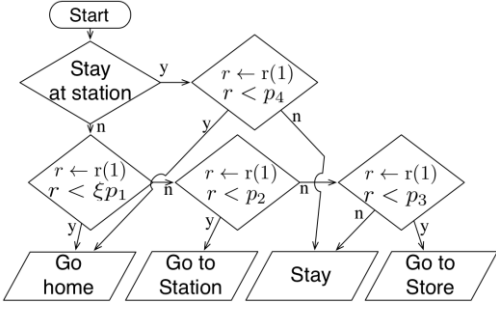 Start
Stay
at station
y
r ← r(1)
r < p₄
n
y
n
r ← r(1)
r < ξp₁
n
r ← r(1)
r < p₂
n
r ← r(1)
r < p₃
y
y
n
y
Go
home
Go to
Station
Stay
Go to
Store